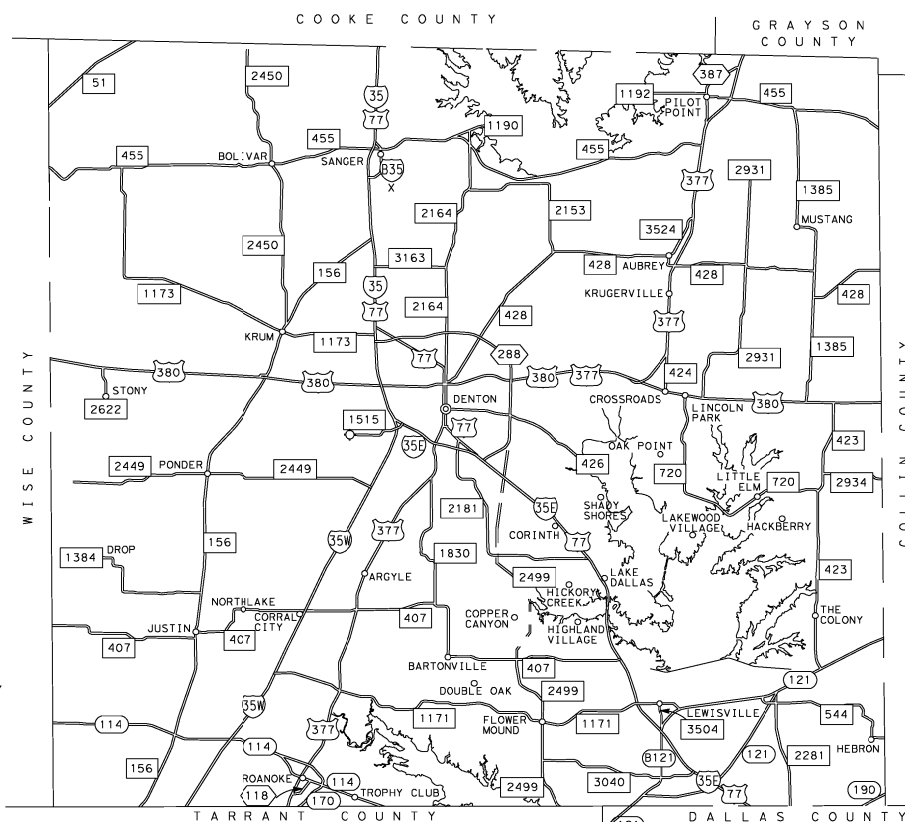 COOKE COUNTY
GRAYSON
COUNTY
387
51
2450
35
77
1192
PILOT
POINT
455
1190
455
BOLIVAR
SANGER
B35
X
455
455
377
2931
1385
MUSTANG
2164
2153
3524
2450
156
3163
428
AUBREY
428
KRUGERVILLE
428
1173
35
77
2164
428
377
KRUM
1173
77
288
2931
1385
380
380
380
377
424
STONY
2622
DENTON
CROSSROADS
LINCOLN
PARK
380
1515
77
35E
OAK POINT
423
WISE COUNTY
COLLIN COUNTY
2449
PONDER
2449
426
720
LITTLE
ELM
720
2934
2181
35E
SHADY
SHORES
LAKEWOOD
VILLAGE
HACKBERRY
CORINTH
77
156
35W
377
1384
DROP
1830
ARGYLE
2499
LAKE
DALLAS
423
HICKORY
CREEK
NORTHLAKE
CORRAL
CITY
407
COPPER
CANYON
HIGHLAND
VILLAGE
THE
COLONY
JUSTIN
407
407
BARTONVILLE
407
121
DOUBLE OAK
2499
35W
114
377
1171
FLOWER
MOUND
1171
LEWISVILLE
3504
544
HEBRON
114
B121
121
2281
156
ROANOKE
114
118
170
TROPHY CLUB
2499
3040
35E
77
190
TARRANT COUNTY
DALLAS COUNTY